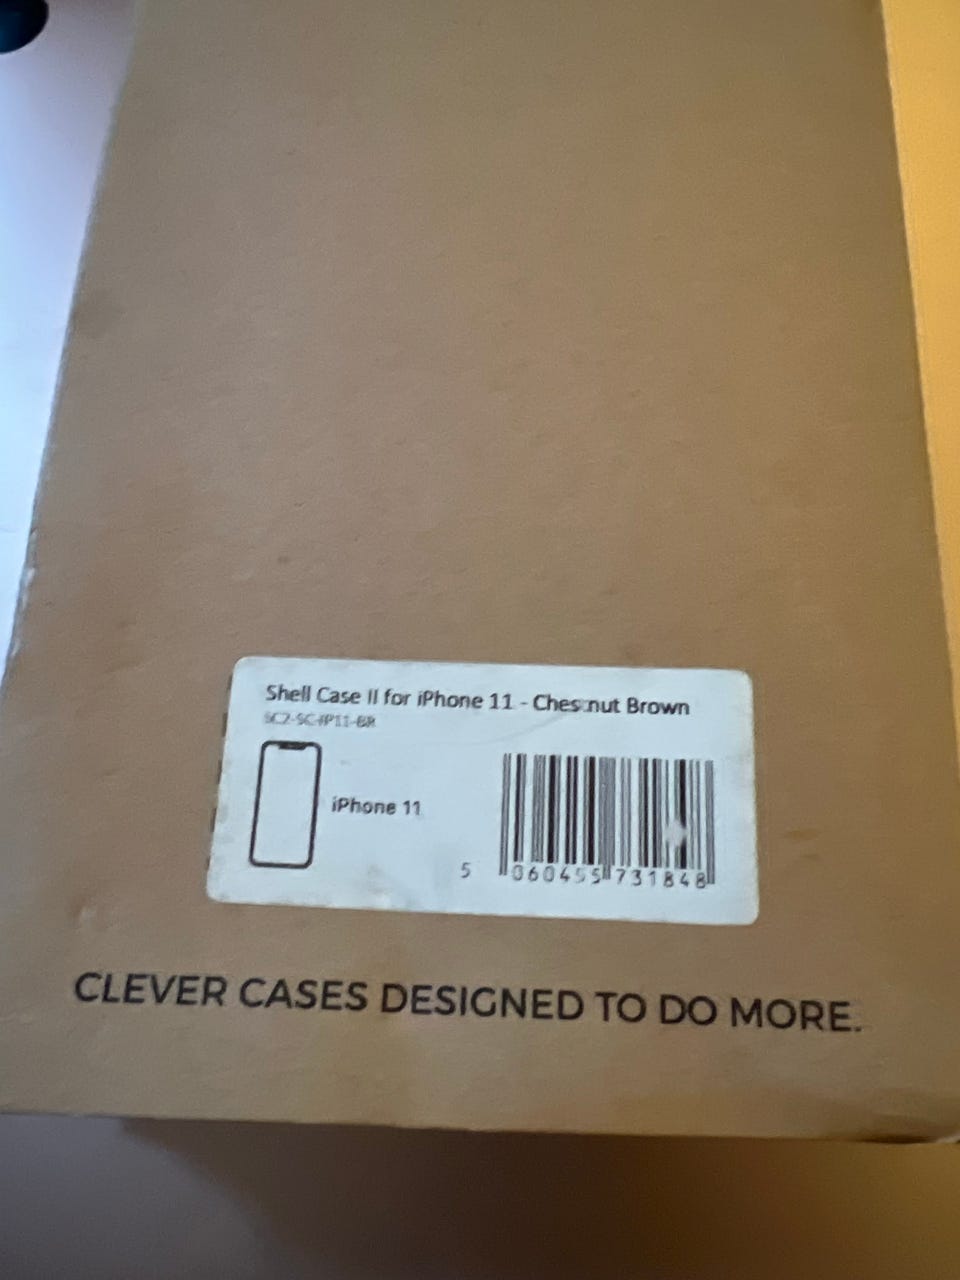 Shell Case II for iPhone 11 - Chestnut Brown
SC2-SC-IP11-BR
iPhone 11
5 060455 731848
CLEVER CASES DESIGNED TO DO MORE.